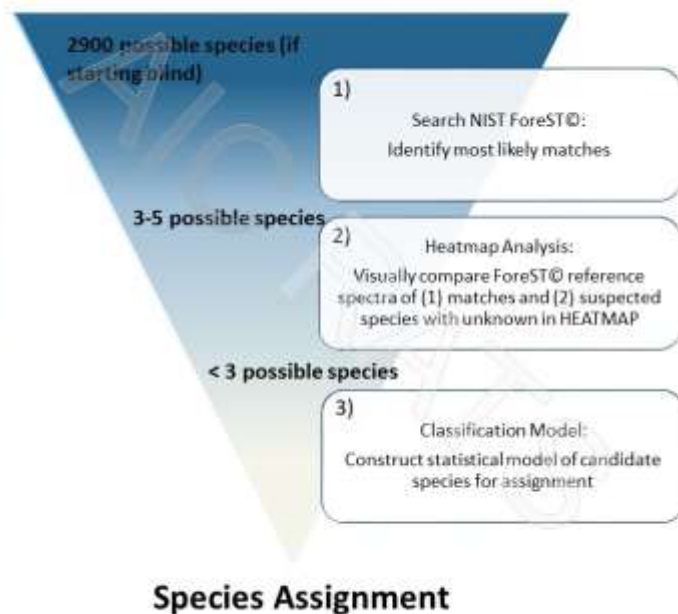 2900 possible species (if
starting blind)
1)
Search NIST ForeST©:
Identify most likely matches
3-5 possible species
2)
Heatmap Analysis:
Visually compare ForeST© reference
spectra of (1) matches and (2) suspected
species with unknown in HEATMAP
< 3 possible species
3)
Classification Model:
Construct statistical model of candidate
species for assignment
Species Assignment